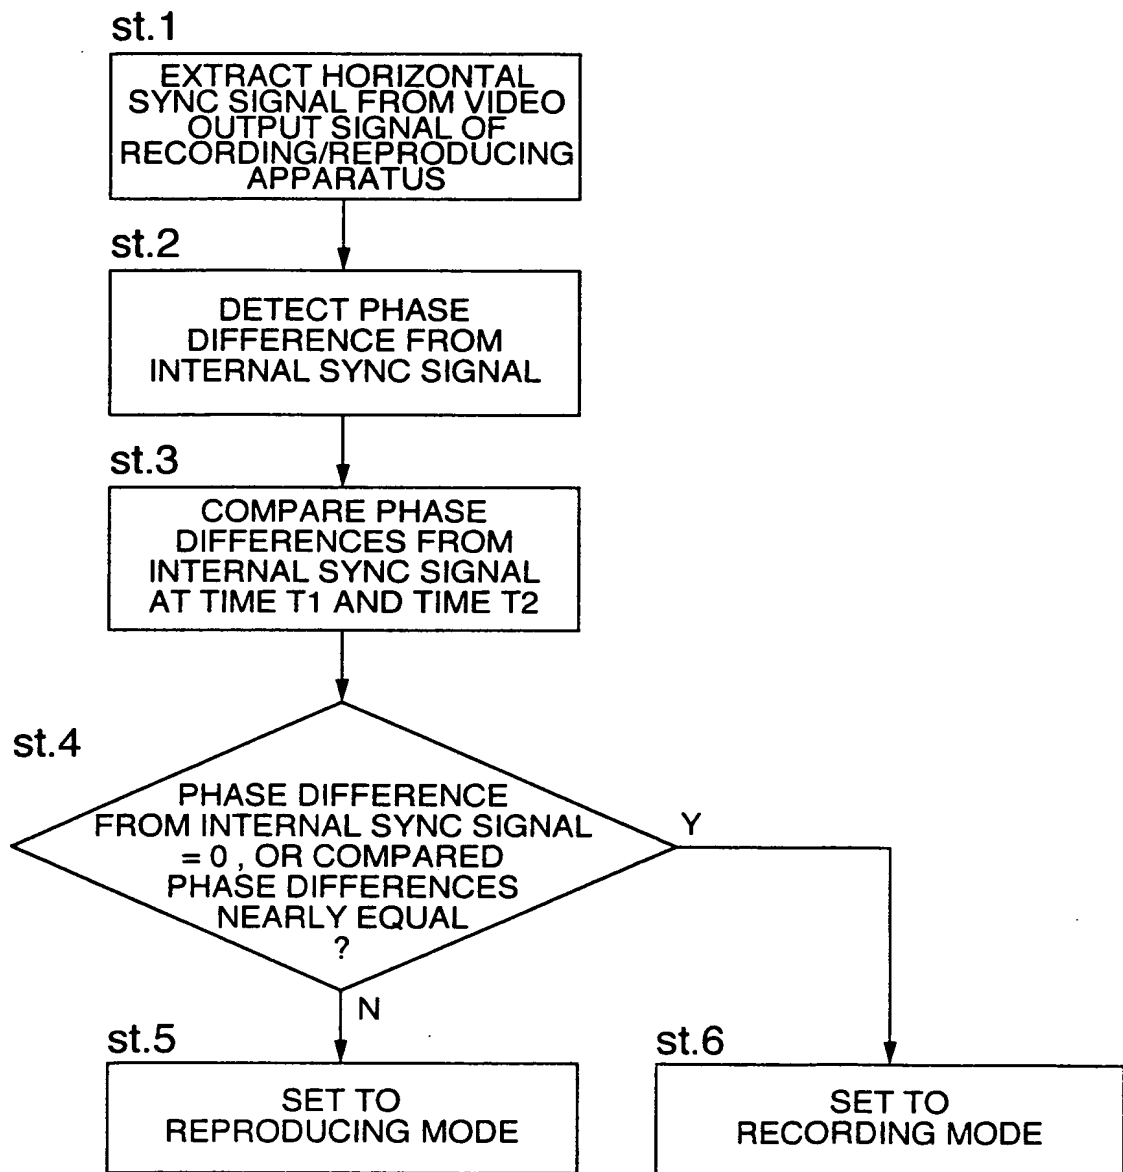 st.1
EXTRACT HORIZONTAL
SYNC SIGNAL FROM VIDEO
OUTPUT SIGNAL OF
RECORDING/REPRODUCING
APPARATUS
st.2
DETECT PHASE
DIFFERENCE FROM
INTERNAL SYNC SIGNAL
st.3
COMPARE PHASE
DIFFERENCES FROM
INTERNAL SYNC SIGNAL
AT TIME T1 AND TIME T2
st.4
PHASE DIFFERENCE
FROM INTERNAL SYNC SIGNAL
= 0 , OR COMPARED
PHASE DIFFERENCES
NEARLY EQUAL
?
Y
N
st.5
SET TO
REPRODUCING MODE
st.6
SET TO
RECORDING MODE